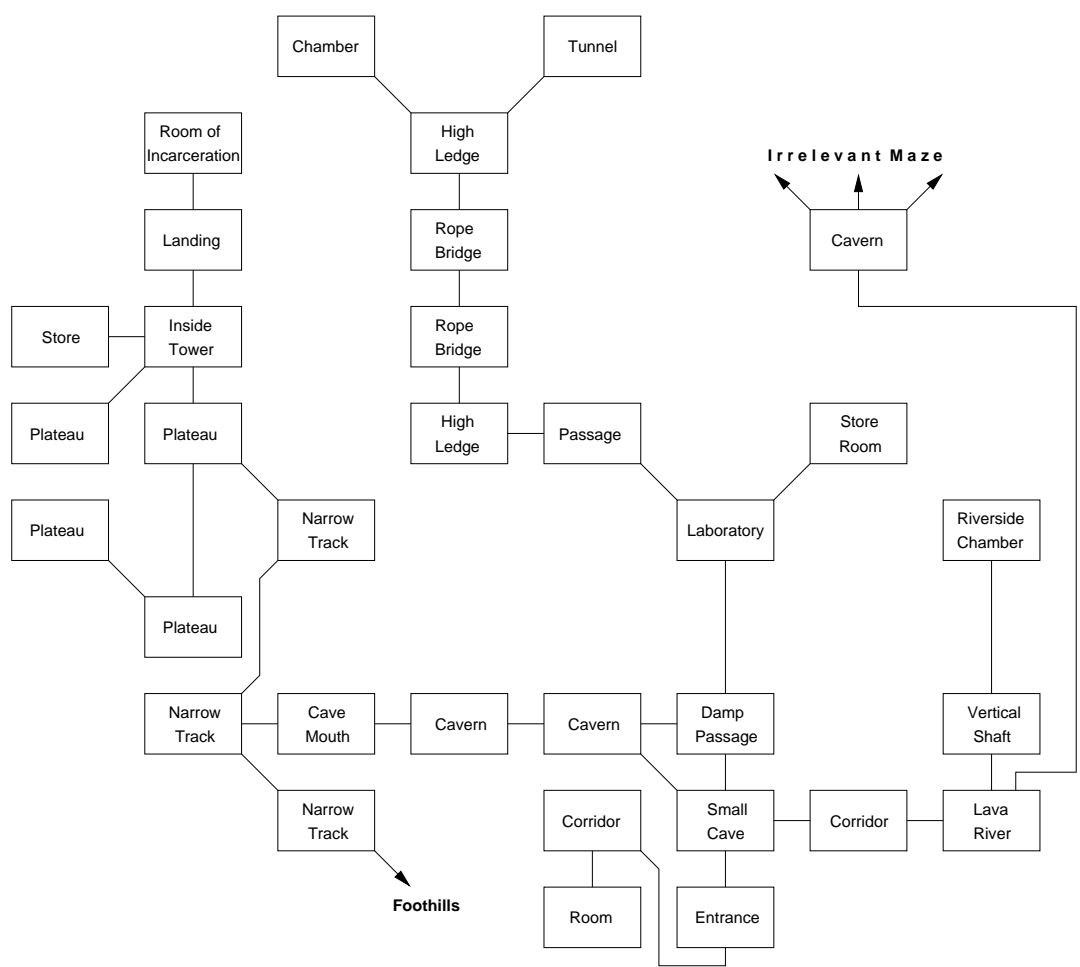 Chamber
Tunnel
Room of
Incarceration
High
Ledge
Irrelevant Maze
Landing
Rope
Bridge
Cavern
Store
Inside
Tower
Rope
Bridge
Plateau
Plateau
High
Ledge
Passage
Store
Room
Plateau
Narrow
Track
Laboratory
Riverside
Chamber
Plateau
Narrow
Track
Cave
Mouth
Cavern
Cavern
Damp
Passage
Vertical
Shaft
Narrow
Track
Corridor
Small
Cave
Corridor
Lava
River
Foothills
Room
Entrance